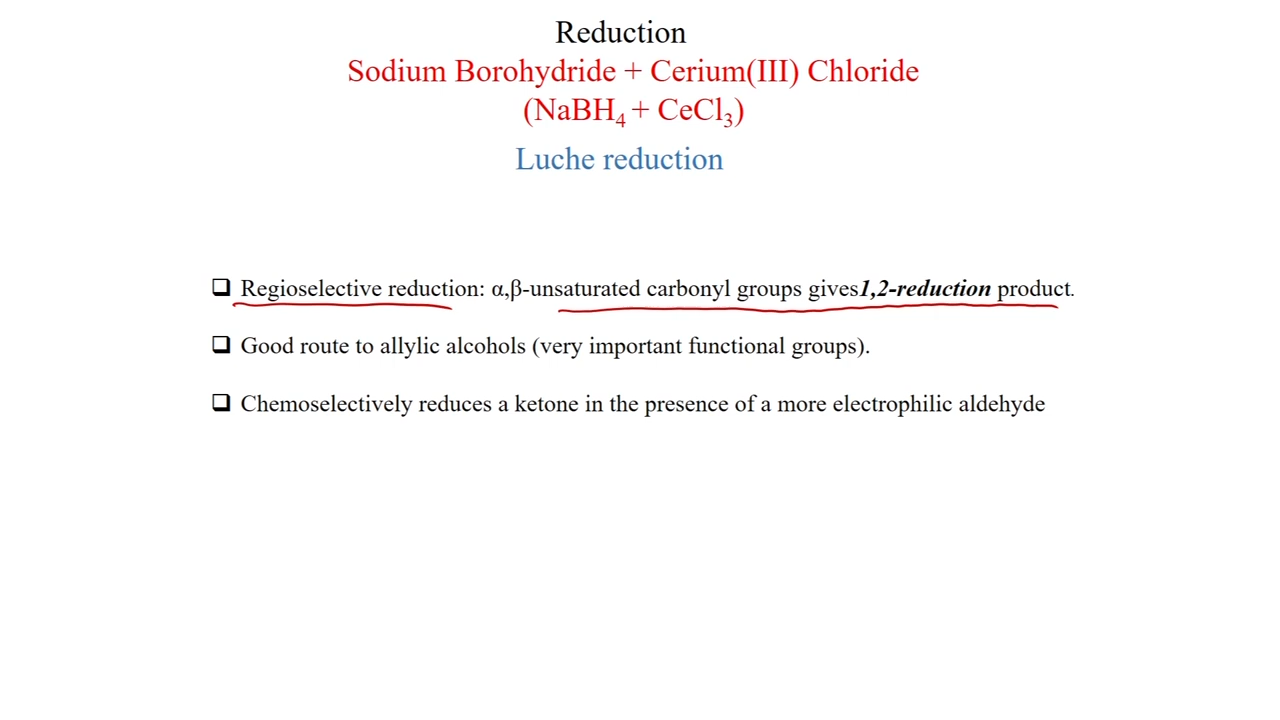 Reduction
Sodium Borohydride + Cerium(III) Chloride
(NaBH₄ + CeCl₃)
Luche reduction
❑ Regioselective reduction: α,β-unsaturated carbonyl groups gives1,2-reduction product.
❑ Good route to allylic alcohols (very important functional groups).
❑ Chemoselectively reduces a ketone in the presence of a more electrophilic aldehyde